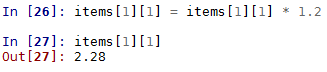 In [26]: items[1][1] = items[1][1] * 1.2
In [27]: items[1][1]
Out[27]: 2.28